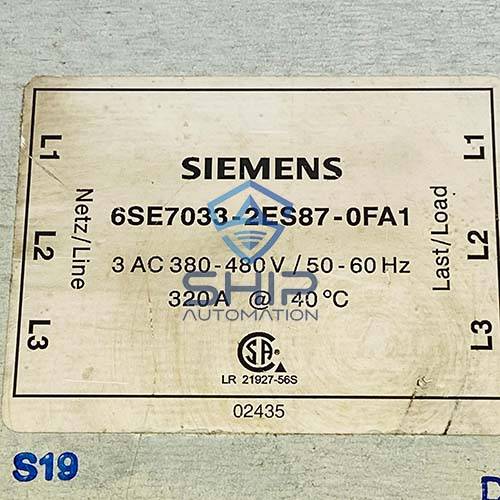 SIEMENS
6SE7033-2ES87-0FA1
3 AC 380-480 V / 50-60 Hz
320A @ 40 °C
SHIP
AUTOMATION
L1
L2
L3
Netz/Line
Last/Load
L1
L2
L3
LR 21927-56S
02435
S19